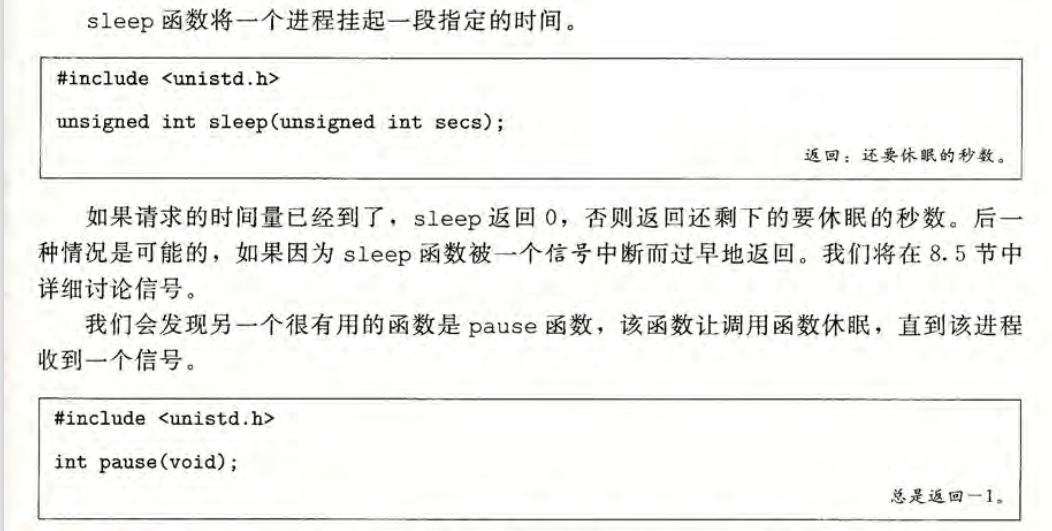 sleep 函数将一个进程挂起一段指定的时间。
#include <unistd.h>
unsigned int sleep(unsigned int secs);
返回：还要休眠的秒数。
如果请求的时间量已经到了，sleep 返回 0，否则返回还剩下的要休眠的秒数。后一
种情况是可能的，如果因为 sleep 函数被一个信号中断而过早地返回。我们将在 8.5 节中
详细讨论信号。
我们会发现另一个很有用的函数是 pause 函数，该函数让调用函数休眠，直到该进程
收到一个信号。
#include <unistd.h>
int pause(void);
总是返回－1。